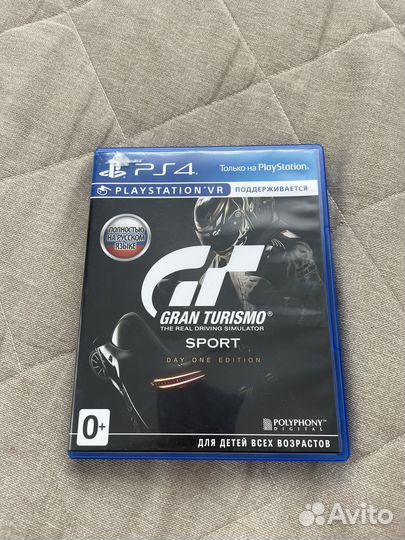 PS4
Только на PlayStation.
PLAYSTATION®VR
ПОДДЕРЖИВАЕТСЯ
ПОЛНОСТЬЮ
НА РУССКОМ
ЯЗЫКЕ
GT
GRAN TURISMO®
THE REAL DRIVING SIMULATOR
SPORT
DAY ONE EDITION
0+
POLYPHONY
DIGITAL
ДЛЯ ДЕТЕЙ ВСЕХ ВОЗРАСТОВ
Avito